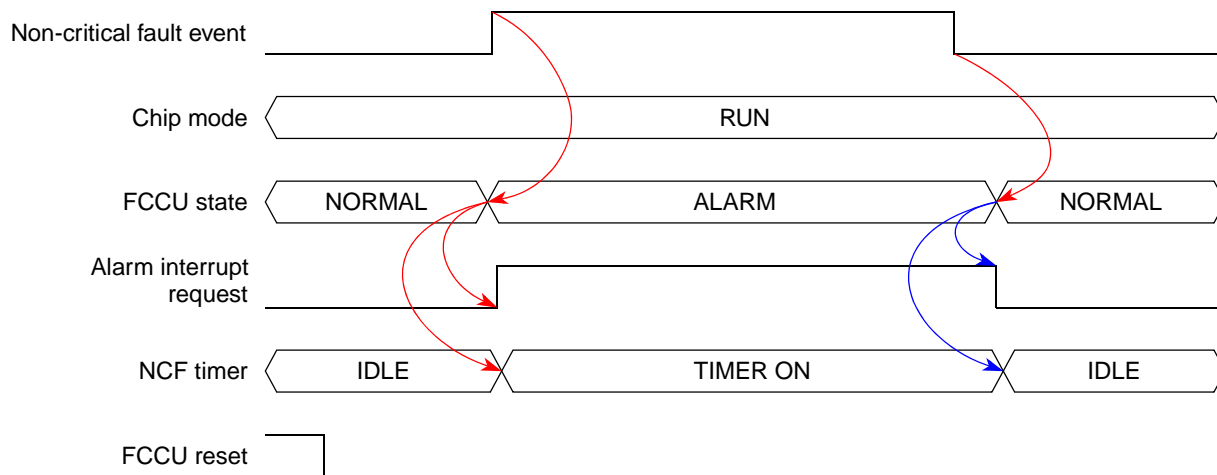 Non-critical fault event
Chip mode
RUN
FCCU state
NORMAL
ALARM
NORMAL
Alarm interrupt
request
NCF timer
IDLE
TIMER ON
IDLE
FCCU reset